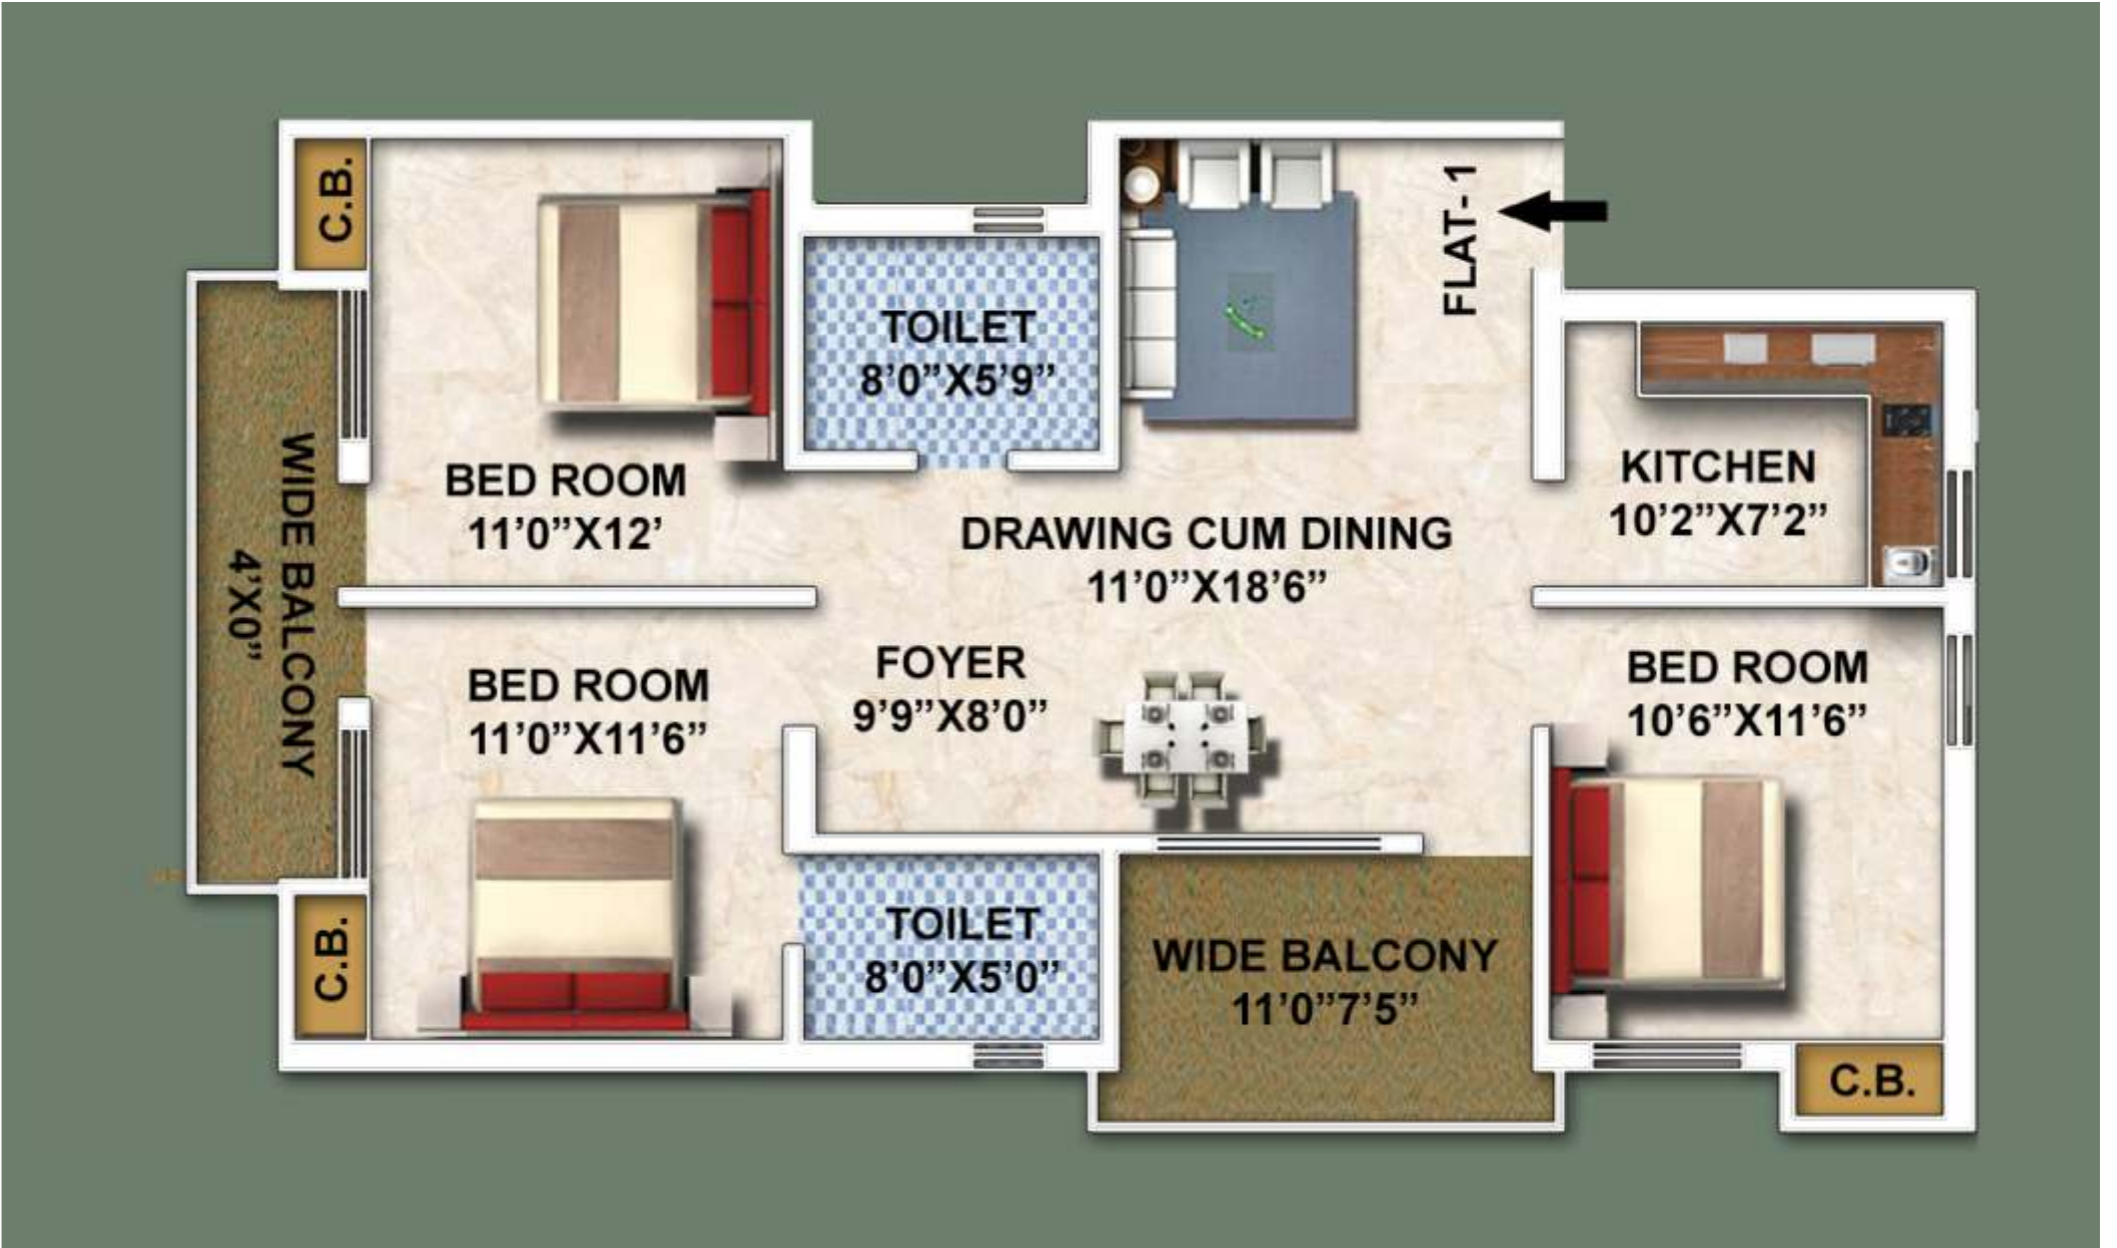 C.B.
FLAT-1
TOILET
8’0”X5’9”
WIDE BALCONY
4’X0”
BED ROOM
11’0”X12’
KITCHEN
10’2”X7’2”
DRAWING CUM DINING
11’0”X18’6”
FOYER
9’9”X8’0”
BED ROOM
11’0”X11’6”
BED ROOM
10’6”X11’6”
C.B.
TOILET
8’0”X5’0”
WIDE BALCONY
11’0”7’5”
C.B.